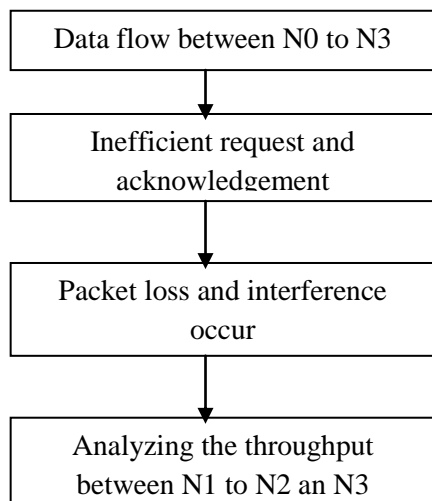 Data flow between N0 to N3
Inefficient request and
acknowledgement
Packet loss and interference
occur
Analyzing the throughput
between N1 to N2 an N3